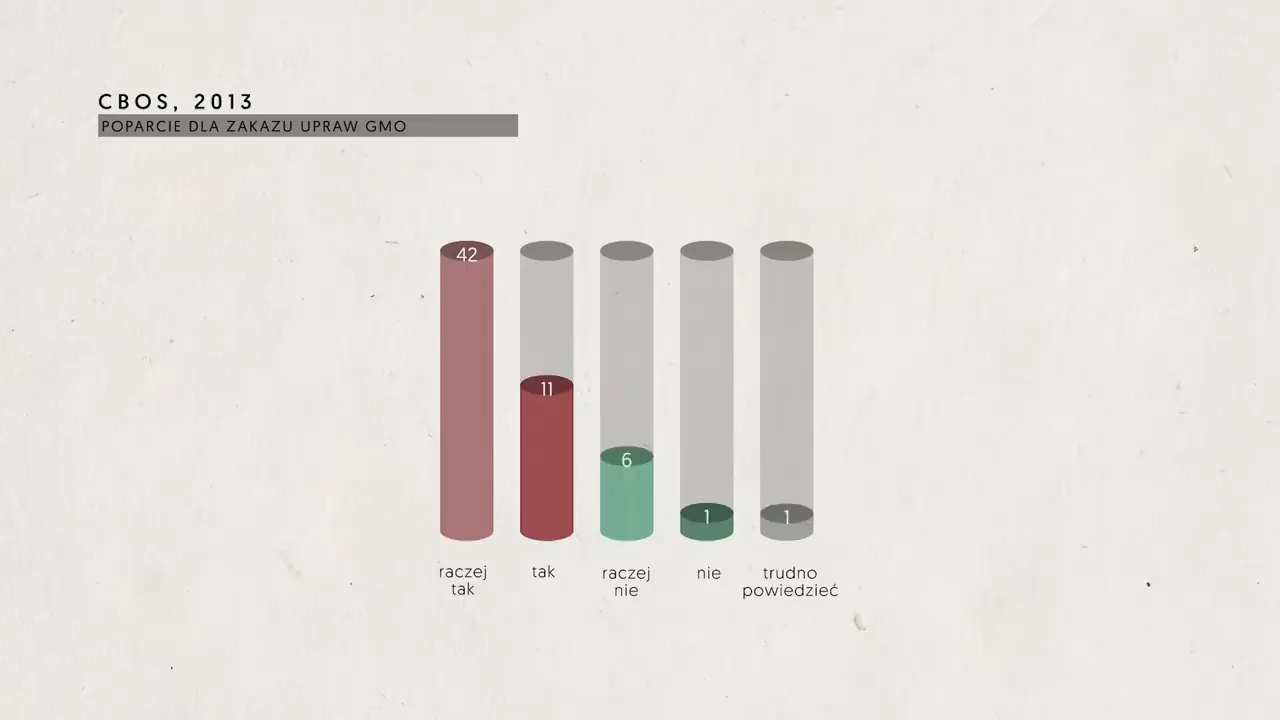 CBOS, 2013
POPARCIE DLA ZAKAZU UPRAW GMO
42
11
6
1
1
raczej
tak
tak
raczej
nie
nie
trudno
powiedzieć